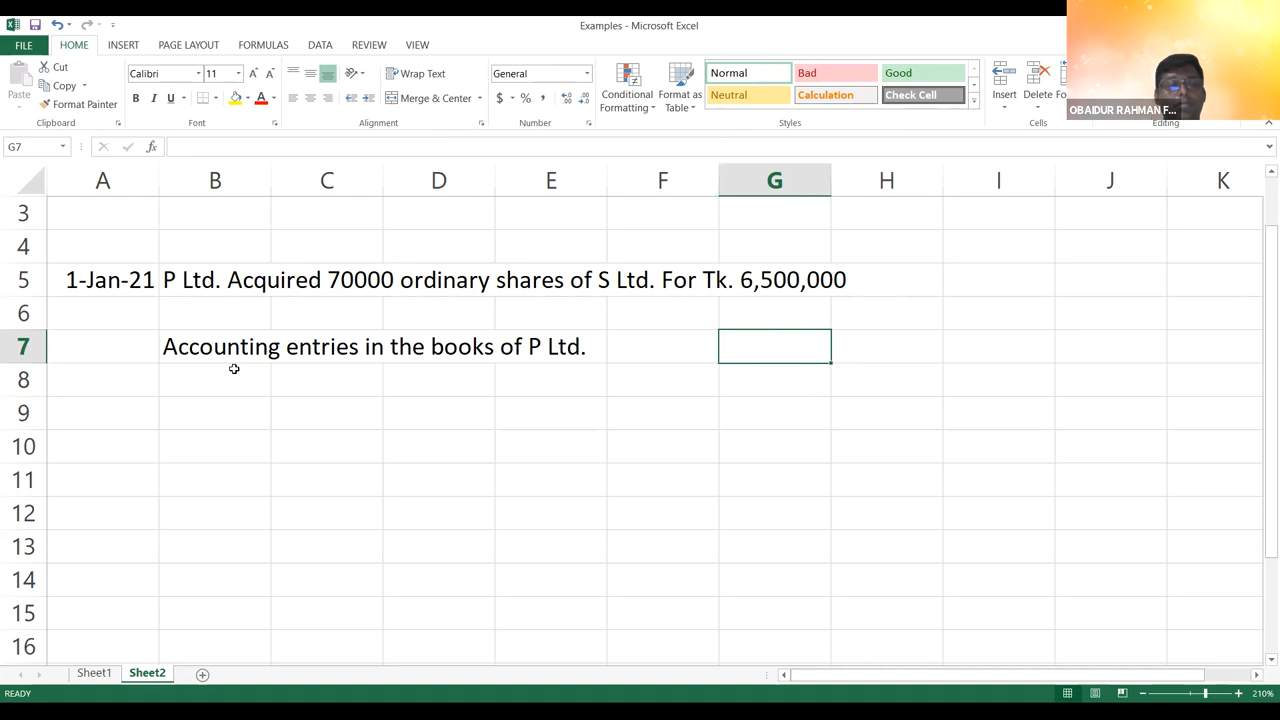 Examples - Microsoft Excel
FILE HOME INSERT PAGE LAYOUT FORMULAS DATA REVIEW VIEW
Paste Cut Copy Format Painter
Calibri 11
B I U A
Wrap Text
Merge & Center
General
$ % ,
Conditional Formatting
Format as Table
Normal Bad Good
Neutral Calculation Check Cell
Insert Delete
OBAIDUR RAHMAN F...
Clipboard Font Alignment Number Styles Cells Editing
G7 fx
A B C D E F G H I J K
3
4
5 1-Jan-21 P Ltd. Acquired 70000 ordinary shares of S Ltd. For Tk. 6,500,000
6
7 Accounting entries in the books of P Ltd.
8
9
10
11
12
13
14
15
16
Sheet1 Sheet2
READY 210%